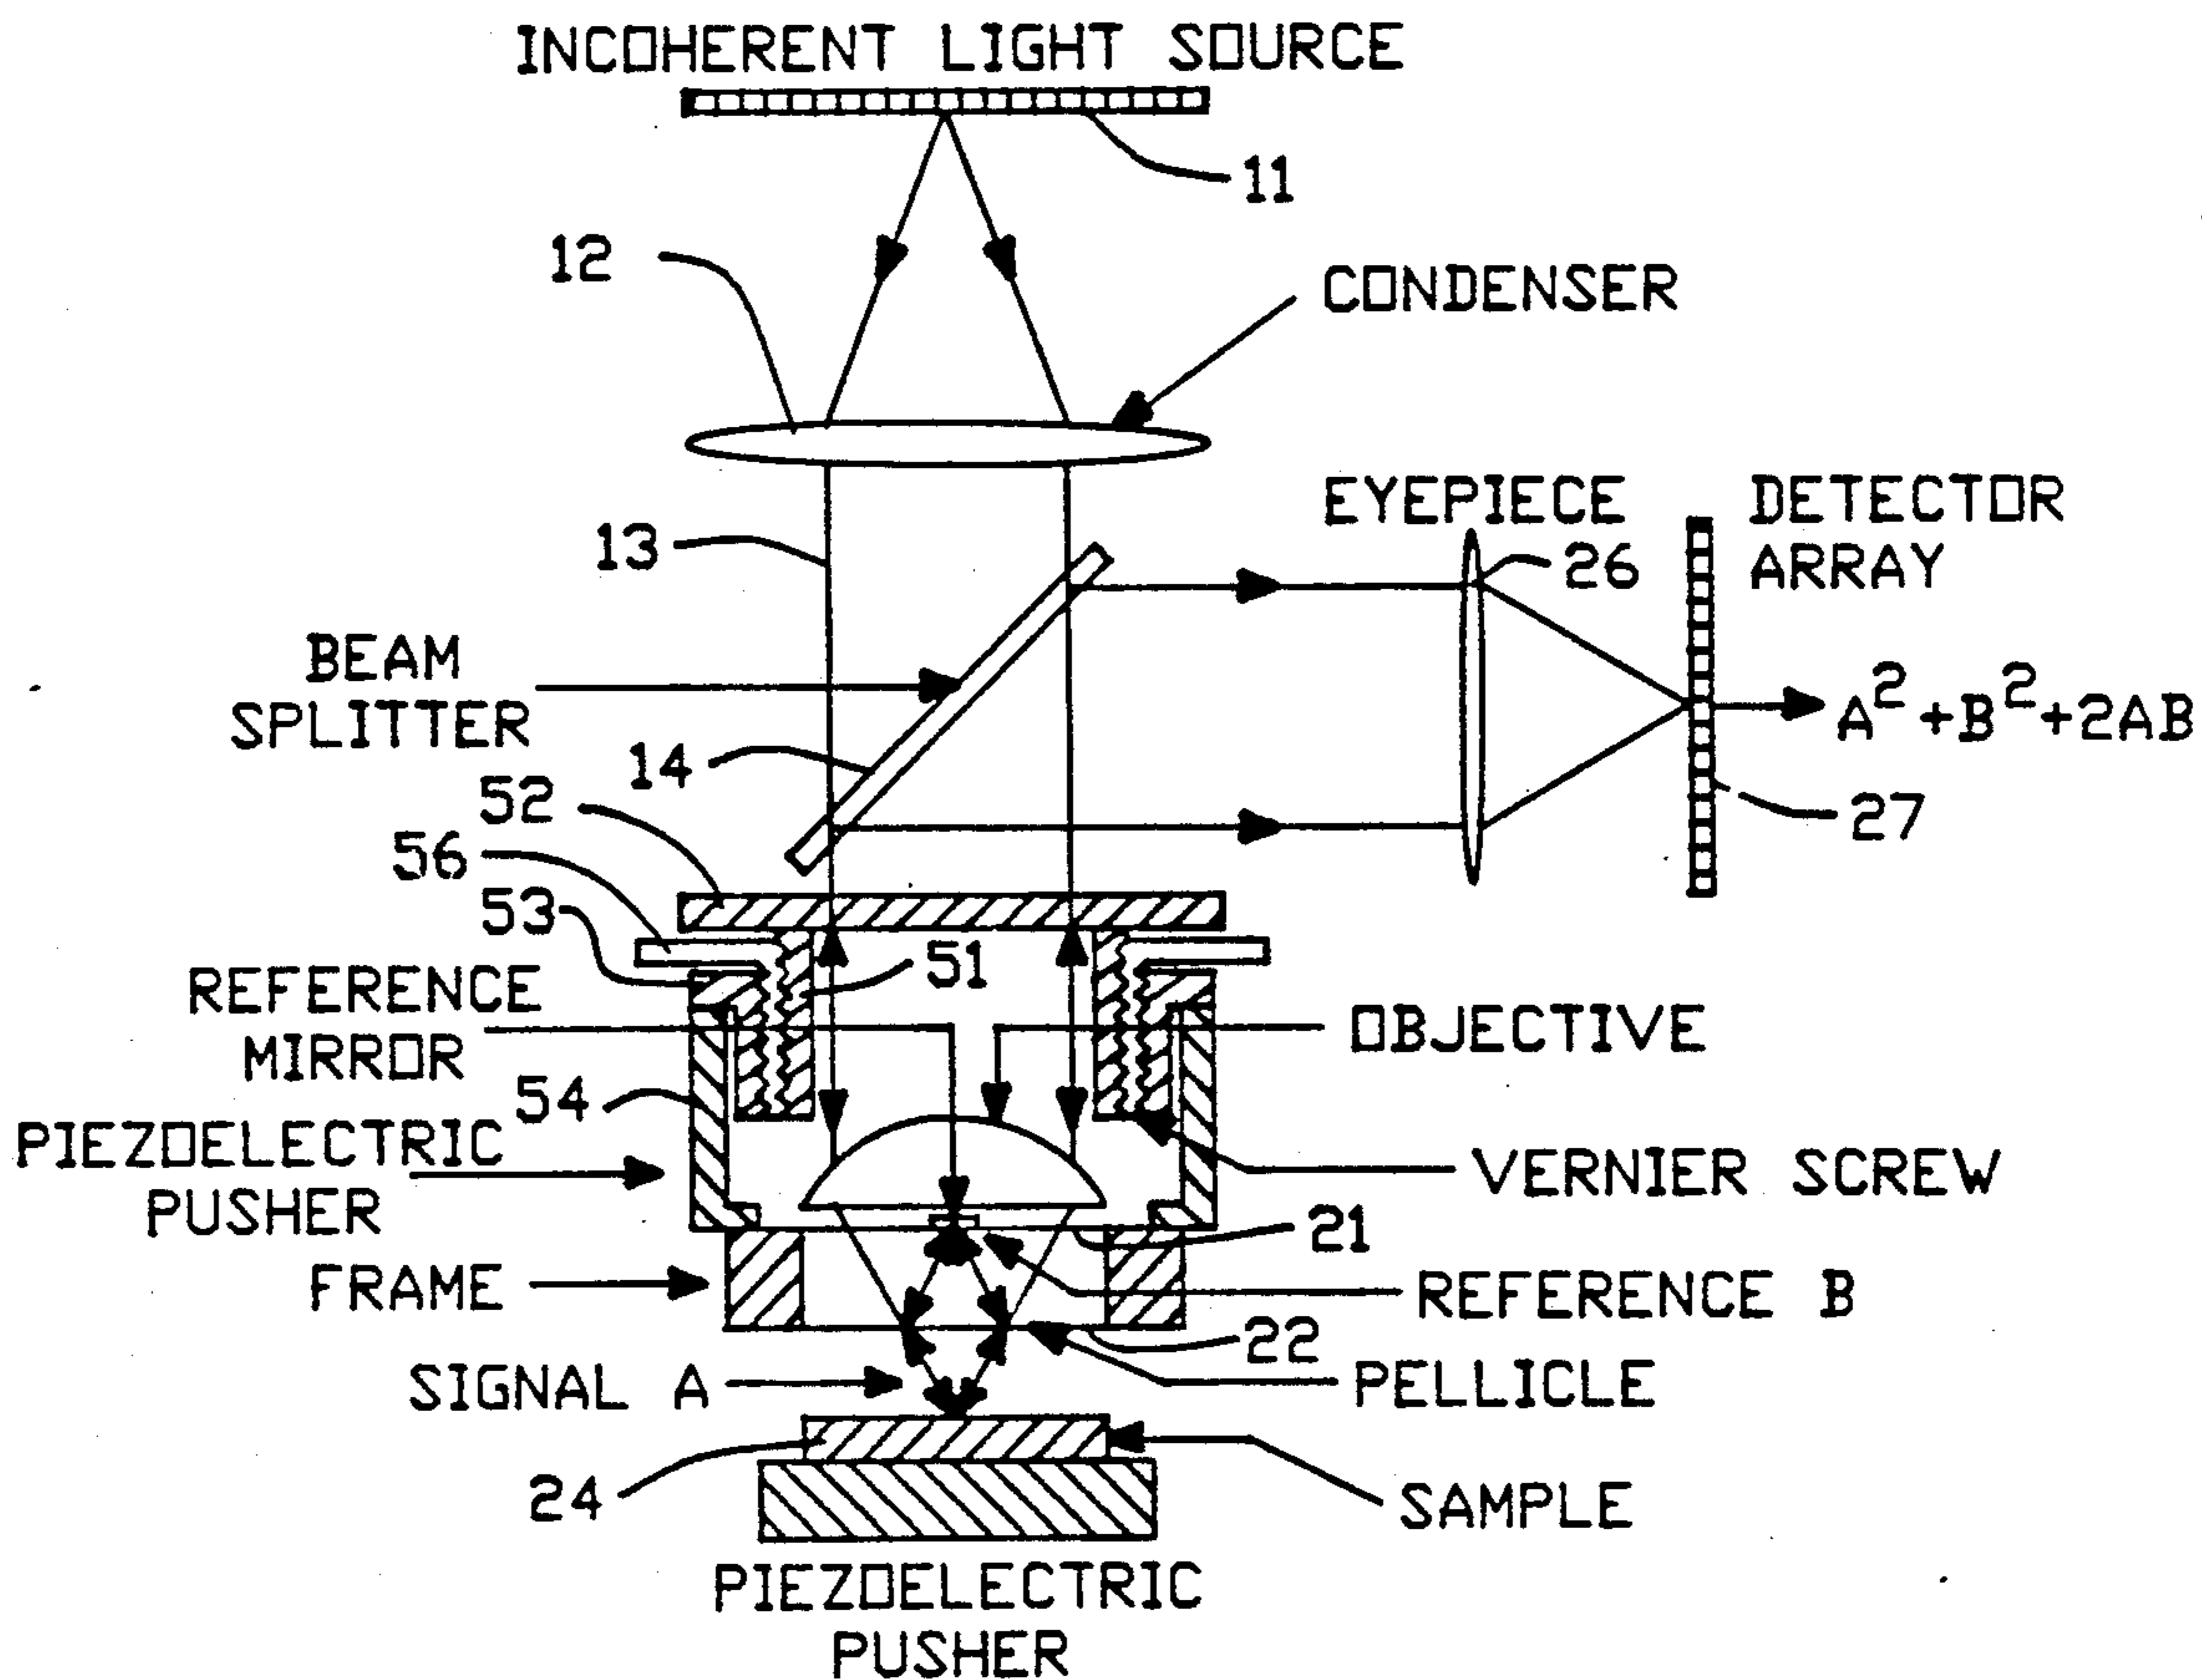 INCOHERENT LIGHT SOURCE
11
12
CONDENSER
13
EYEPIECE
26
DETECTOR
ARRAY
BEAM
SPLITTER
14
A²+B²+2AB
27
52
56
53
51
REFERENCE
MIRROR
OBJECTIVE
54
PIEZOELECTRIC
PUSHER
VERNIER SCREW
21
FRAME
REFERENCE B
22
SIGNAL A
PELLICLE
24
SAMPLE
PIEZOELECTRIC
PUSHER